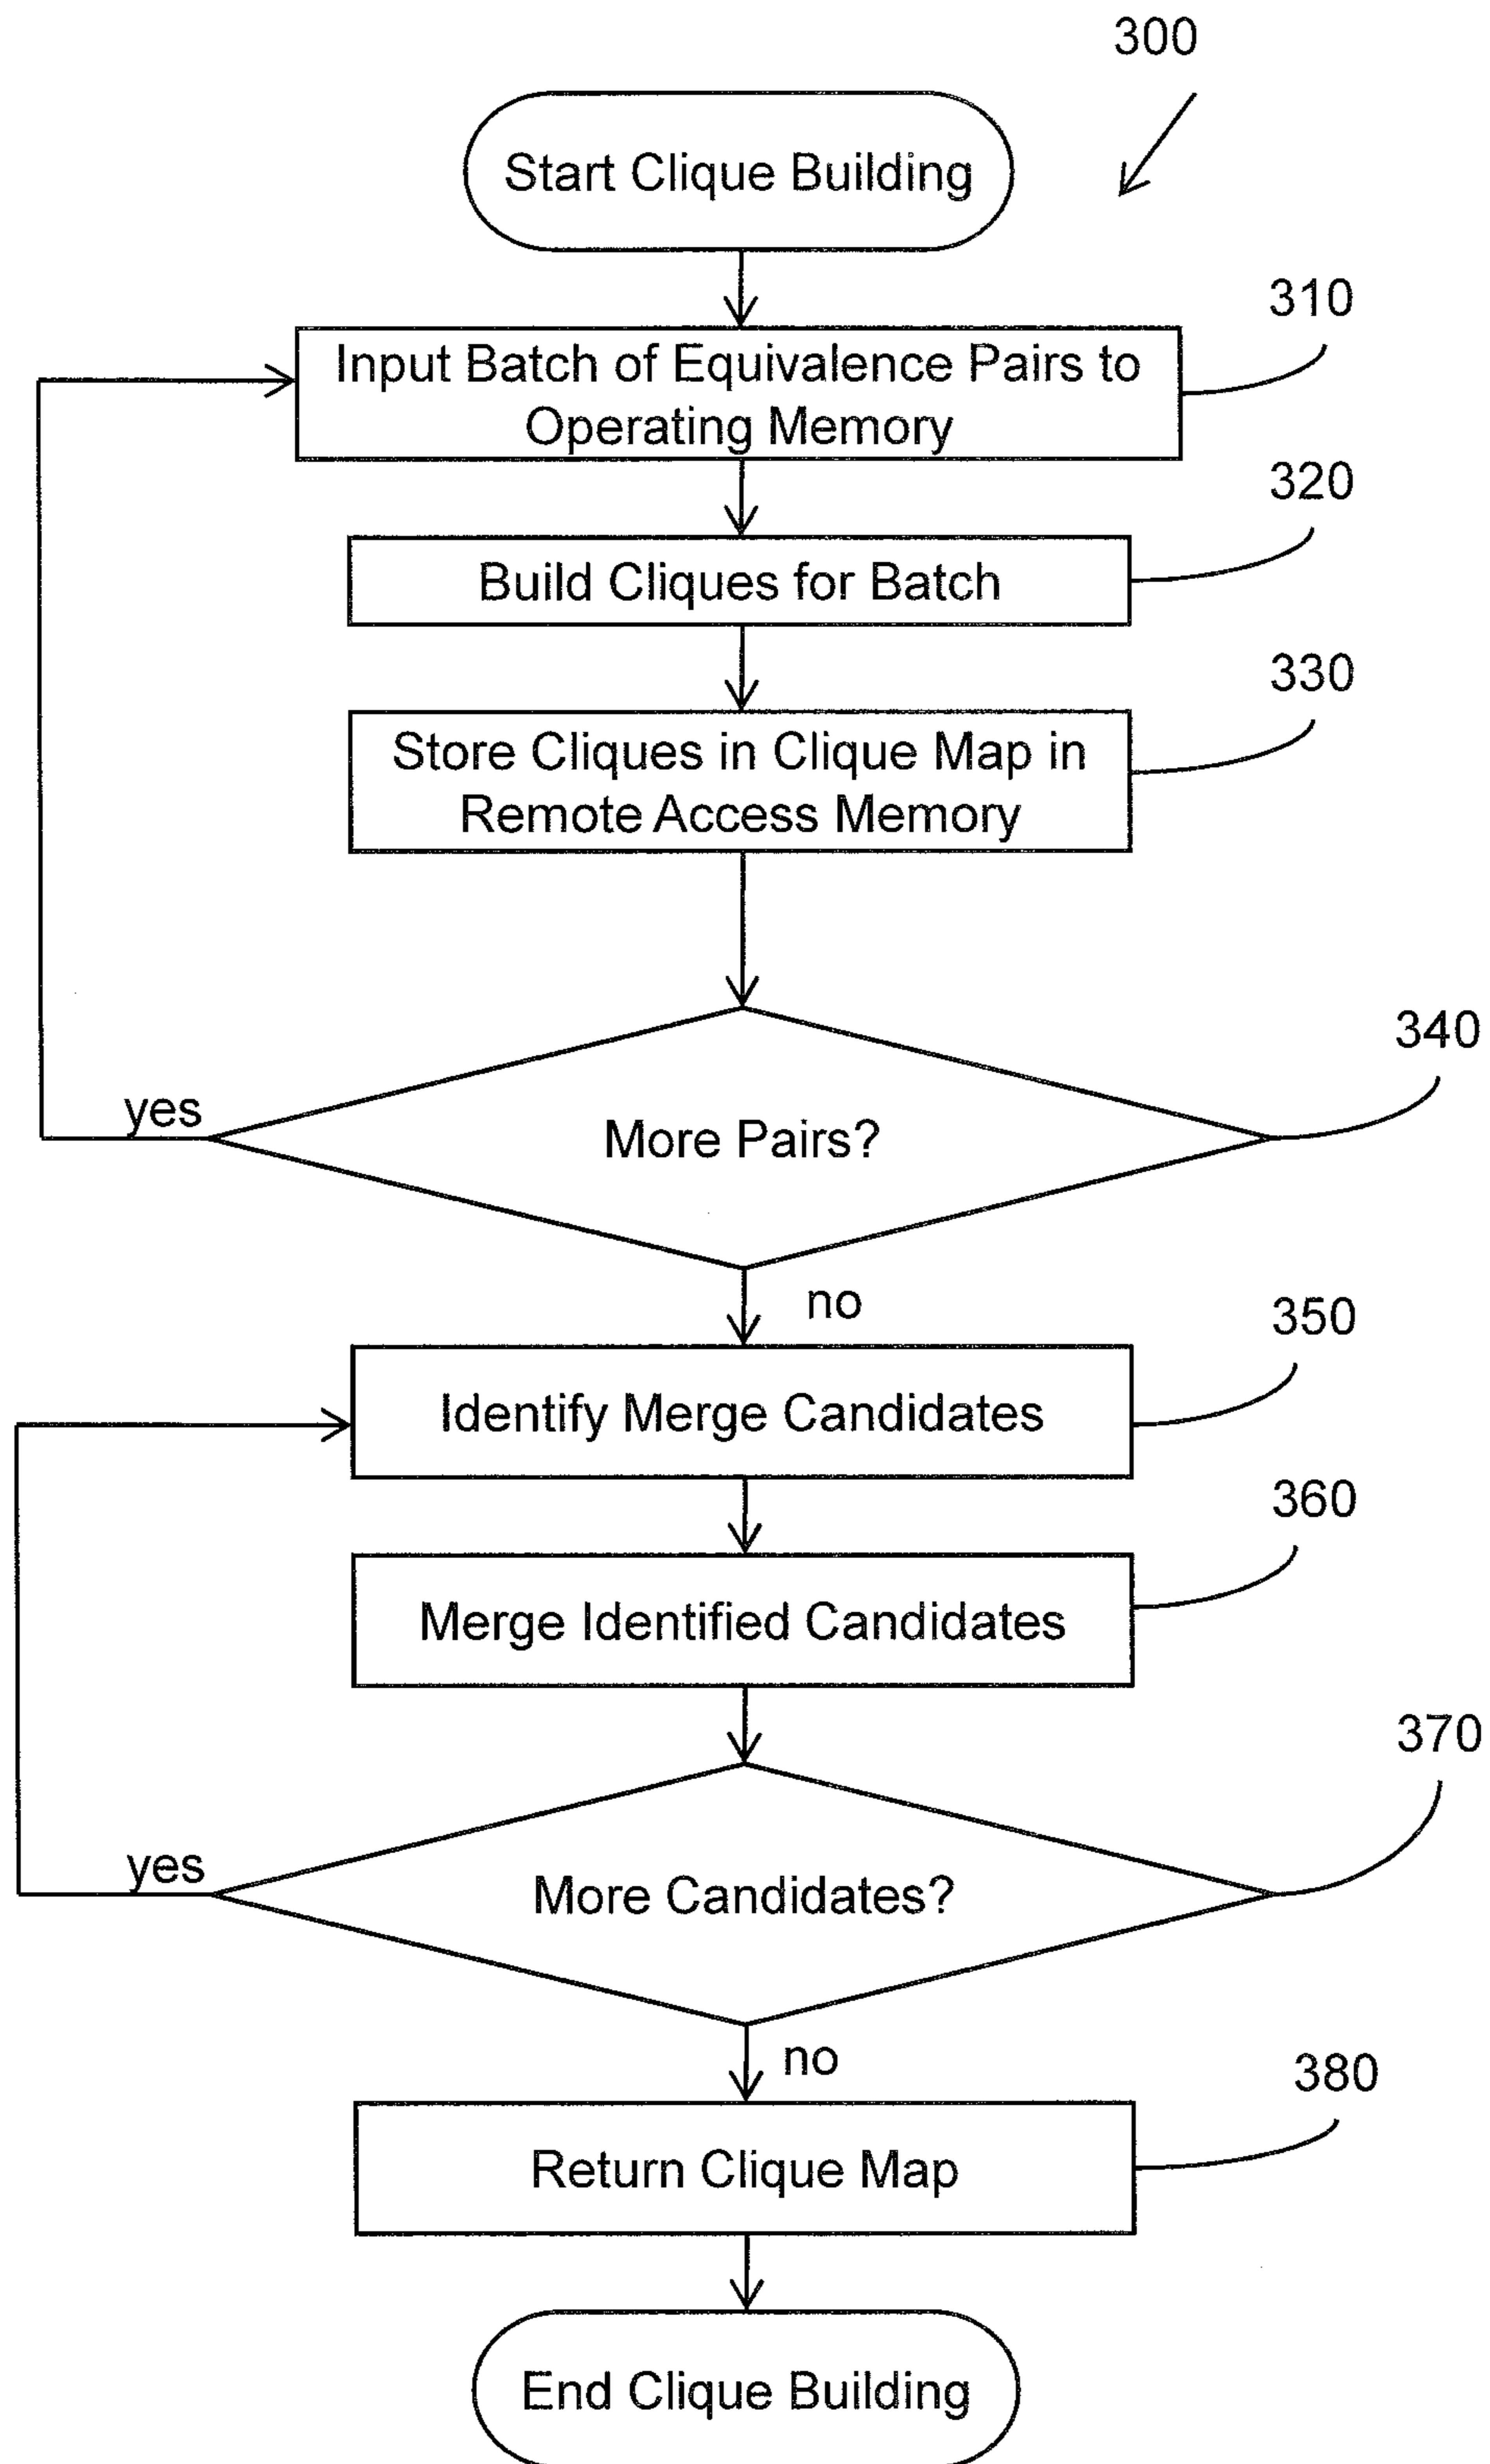 300
Start Clique Building
310
Input Batch of Equivalence Pairs to
Operating Memory
320
Build Cliques for Batch
330
Store Cliques in Clique Map in
Remote Access Memory
340
yes
More Pairs?
no
350
Identify Merge Candidates
360
Merge Identified Candidates
370
yes
More Candidates?
no
380
Return Clique Map
End Clique Building